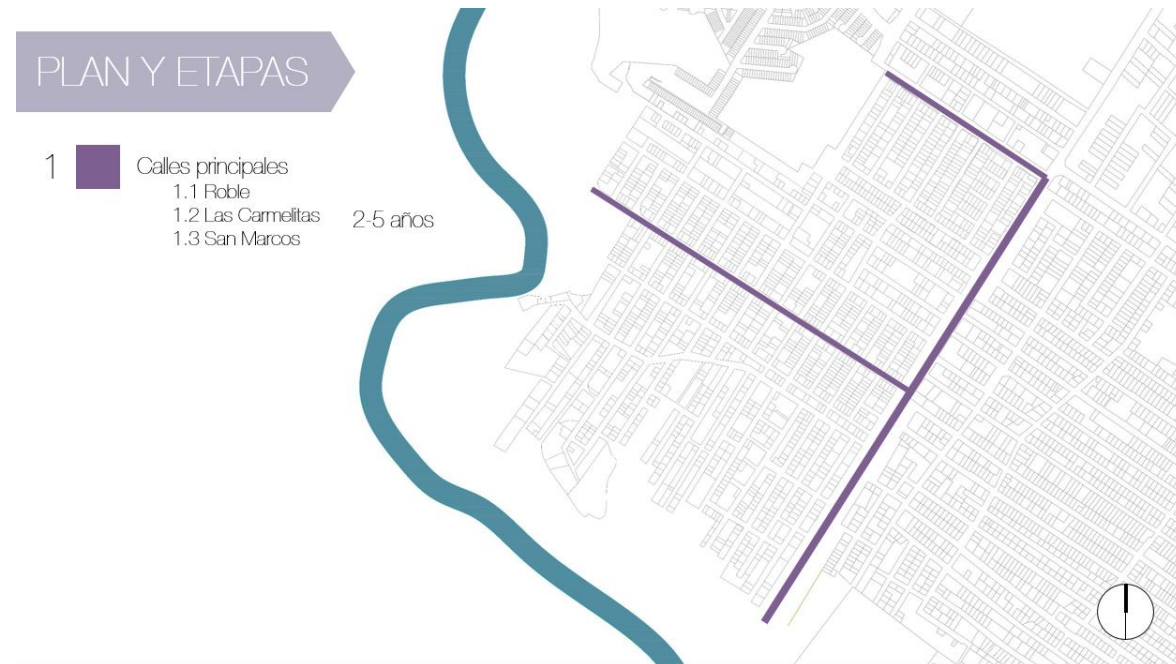 PLAN Y ETAPAS
1 Calles principales
1.1 Roble
1.2 Las Carmelitas
1.3 San Marcos
2-5 años